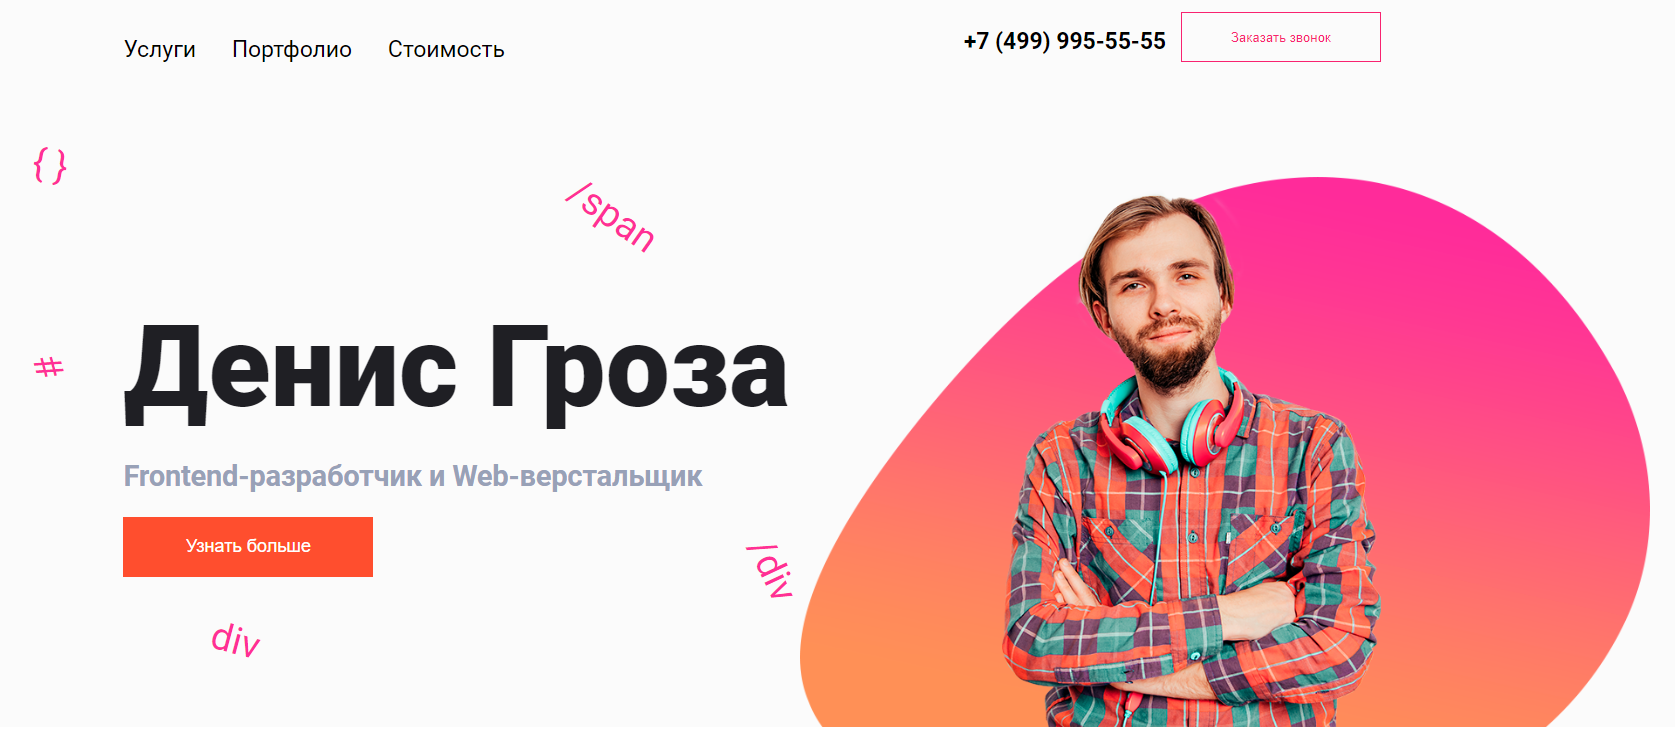 Услуги Портфолио Стоимость +7 (499) 995-55-55 Заказать звонок
{ }
/span
#
Денис Гроза
Frontend-разработчик и Web-верстальщик
Узнать больше
/div
div